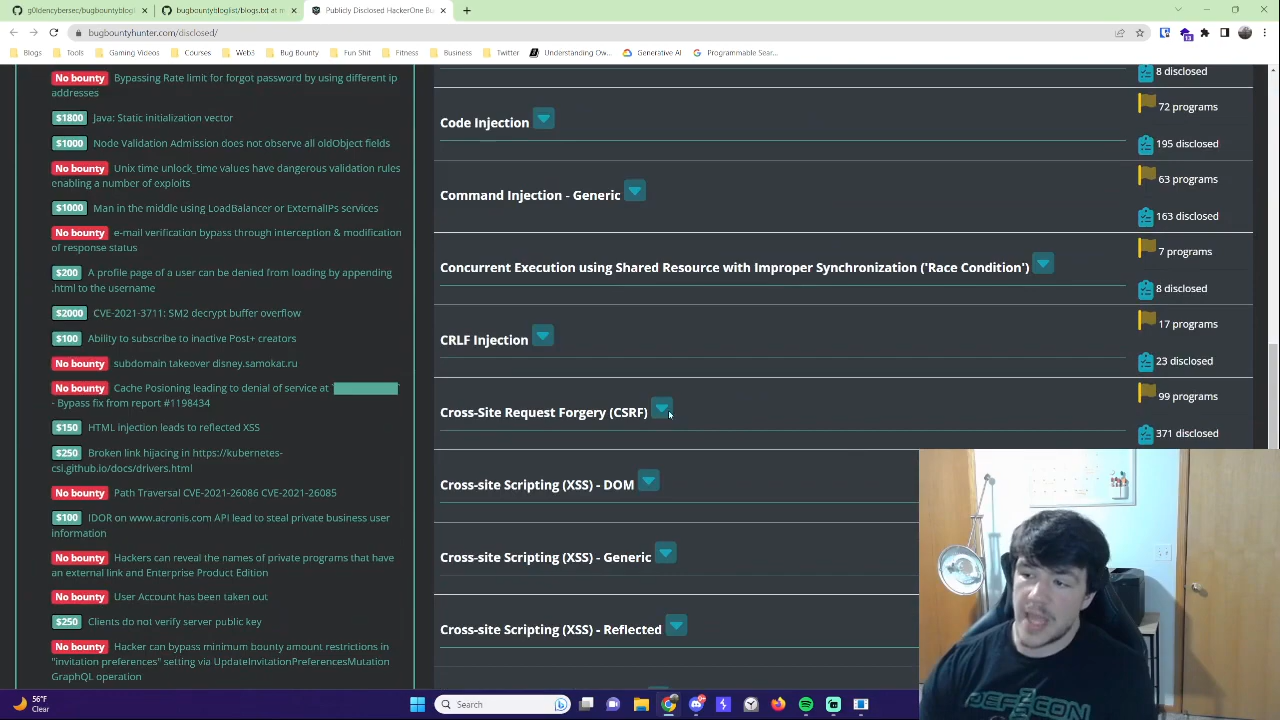 g0ldencybersec/bugbountyblogl
bugbountybloglist/blogs.txt at m
Publicly Disclosed HackerOne Bu
bugbountyhunter.com/disclosed/
Blogs
Tools
Gaming Videos
Courses
Web3
Bug Bounty
Fun Shit
Fitness
Business
Twitter
Understanding Ow...
Generative AI
Programmable Sear...
No bounty Bypassing Rate limit for forgot password by using different ip
addresses
$1800 Java: Static initialization vector
$1000 Node Validation Admission does not observe all oldObject fields
No bounty Unix time unlock_time values have dangerous validation rules
enabling a number of exploits
$1000 Man in the middle using LoadBalancer or ExternalIPs services
No bounty e-mail verification bypass through interception & modification
of response status
$200 A profile page of a user can be denied from loading by appending
.html to the username
$2000 CVE-2021-3711: SM2 decrypt buffer overflow
$100 Ability to subscribe to inactive Post+ creators
No bounty subdomain takeover disney.samokat.ru
No bounty Cache Posioning leading to denial of service at `
- Bypass fix from report #1198434
$150 HTML injection leads to reflected XSS
$250 Broken link hijacing in https://kubernetes-
csi.github.io/docs/drivers.html
No bounty Path Traversal CVE-2021-26086 CVE-2021-26085
$100 IDOR on www.acronis.com API lead to steal private business user
information
No bounty Hackers can reveal the names of private programs that have
an external link and Enterprise Product Edition
No bounty User Account has been taken out
$250 Clients do not verify server public key
No bounty Hacker can bypass minimum bounty amount restrictions in
"invitation preferences" setting via UpdateInvitationPreferencesMutation
GraphQL operation
8 disclosed
Code Injection
72 programs
195 disclosed
Command Injection - Generic
63 programs
163 disclosed
Concurrent Execution using Shared Resource with Improper Synchronization ('Race Condition')
7 programs
8 disclosed
CRLF Injection
17 programs
23 disclosed
Cross-Site Request Forgery (CSRF)
99 programs
371 disclosed
Cross-site Scripting (XSS) - DOM
Cross-site Scripting (XSS) - Generic
Cross-site Scripting (XSS) - Reflected
DEFCON
56°F
Clear
Search